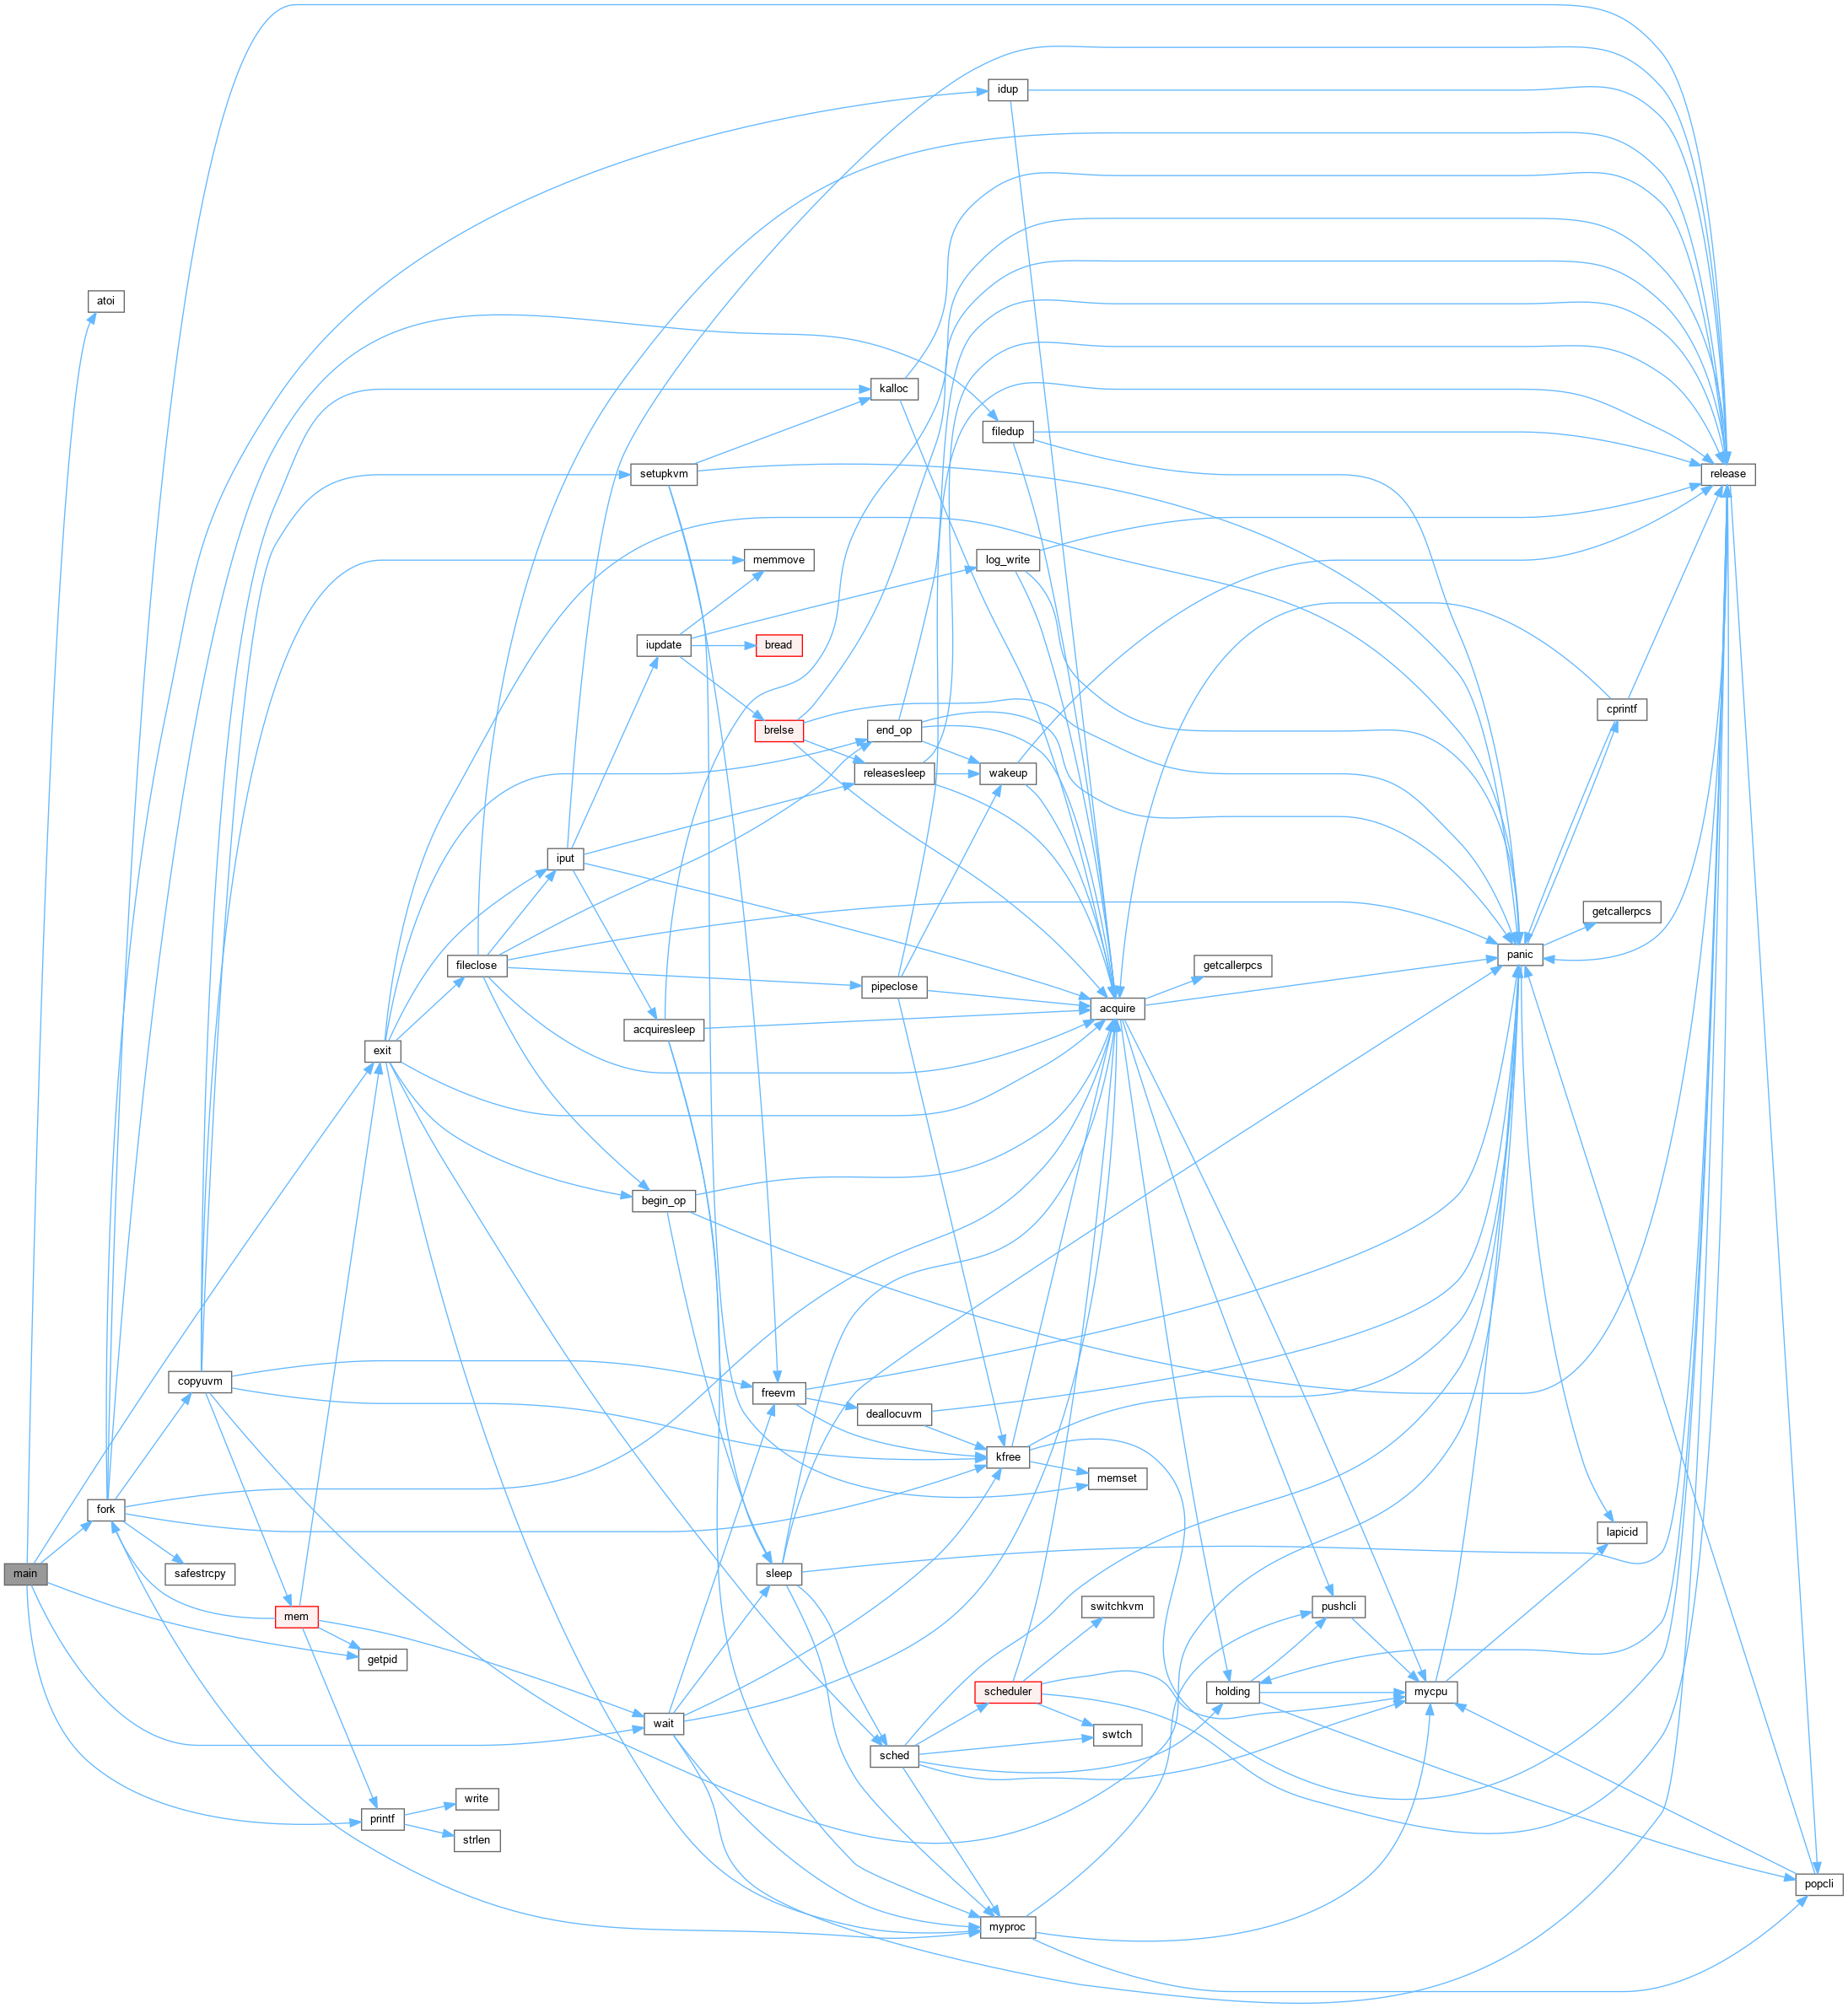 idup
atoi
kalloc
filedup
setupkvm
release
memmove
log_write
iupdate
bread
cprintf
brelse
end_op
releasesleep
wakeup
iput
getcallerpcs
panic
fileclose
getcallerpcs
pipeclose
acquire
acquiresleep
exit
begin_op
copyuvm
freevm
deallocuvm
kfree
memset
fork
lapicid
main
safestrcpy
sleep
switchkvm
pushcli
mem
getpid
scheduler
holding
mycpu
wait
swtch
sched
write
printf
strlen
popcli
myproc